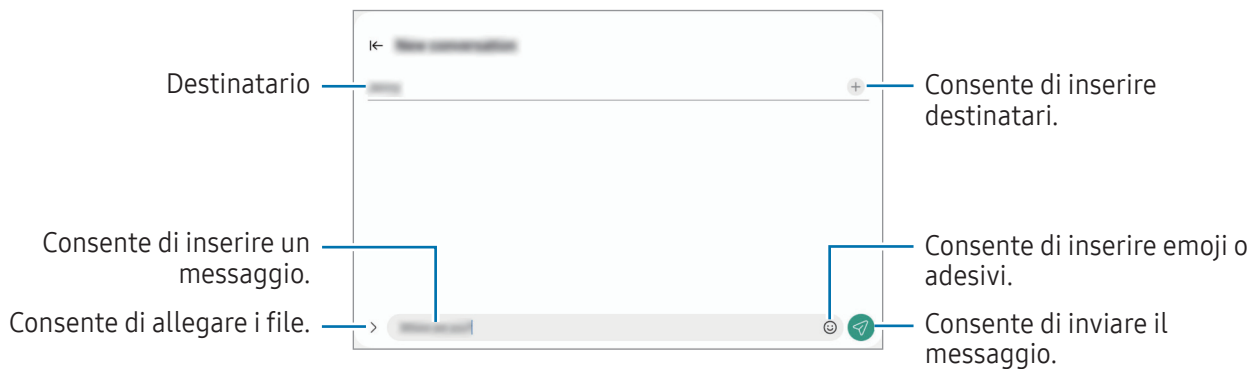 Destinatario
Consente di inserire
destinatari.
Consente di inserire un
messaggio.
Consente di inserire emoji o
adesivi.
Consente di allegare i file.
Consente di inviare il
messaggio.